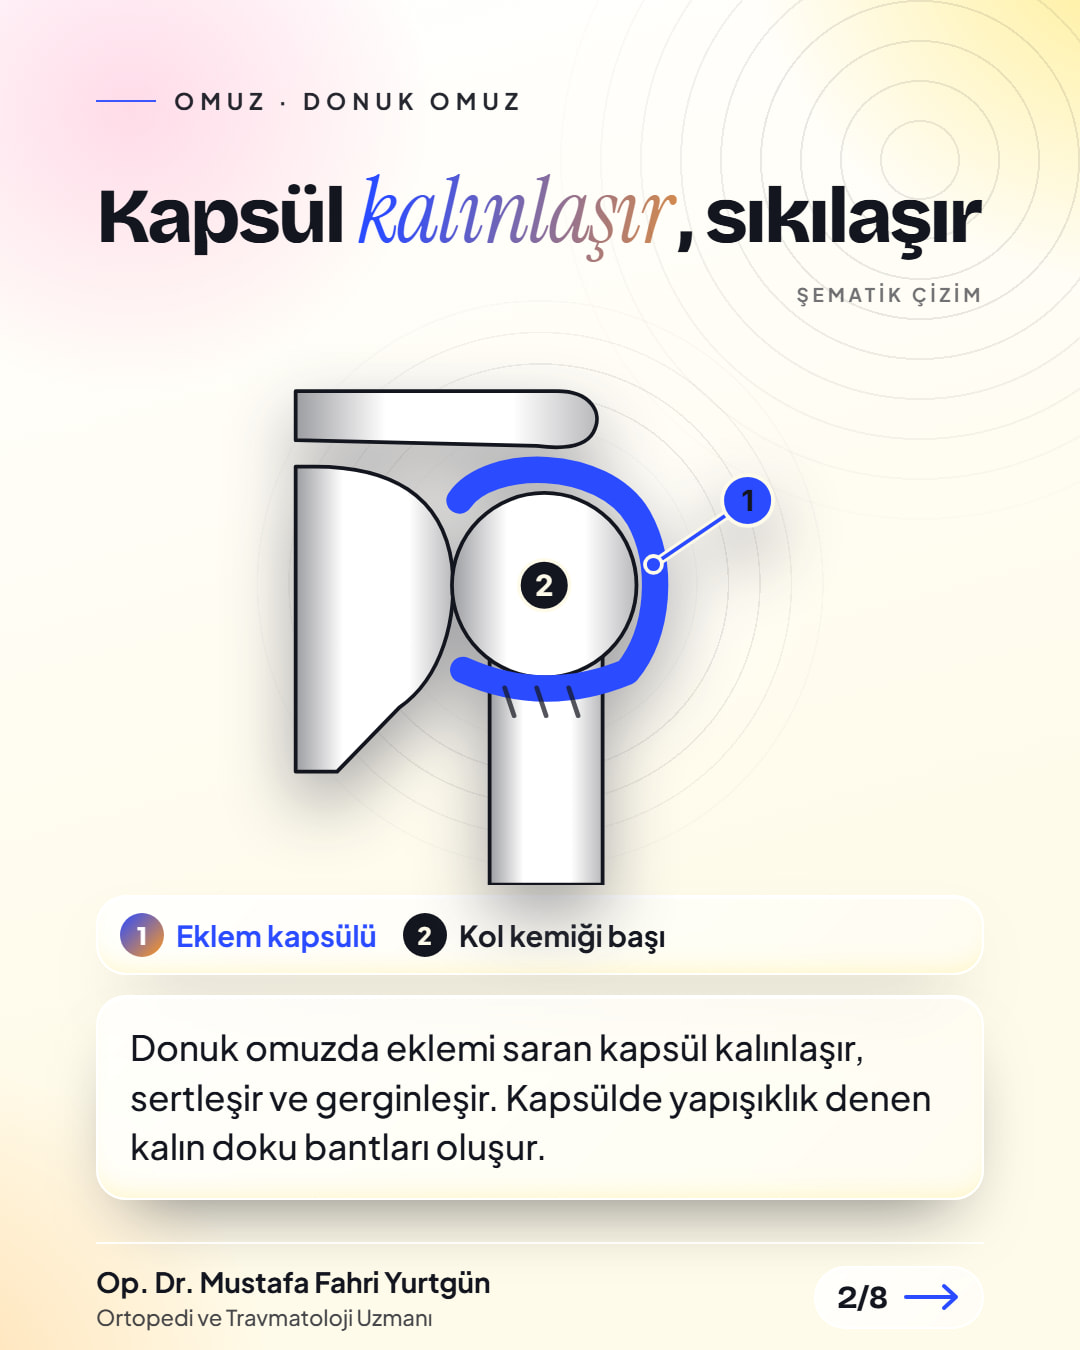 OMUZ · DONUK OMUZ
Kapsül kalınlaşır, sıkılaşır
ŞEMATİK ÇİZİM
1
2
1 Eklem kapsülü 2 Kol kemiği başı
Donuk omuzda eklemi saran kapsül kalınlaşır,
sertleşir ve gerginleşir. Kapsülde yapışıklık denen
kalın doku bantları oluşur.
Op. Dr. Mustafa Fahri Yurtgün
Ortopedi ve Travmatoloji Uzmanı
2/8